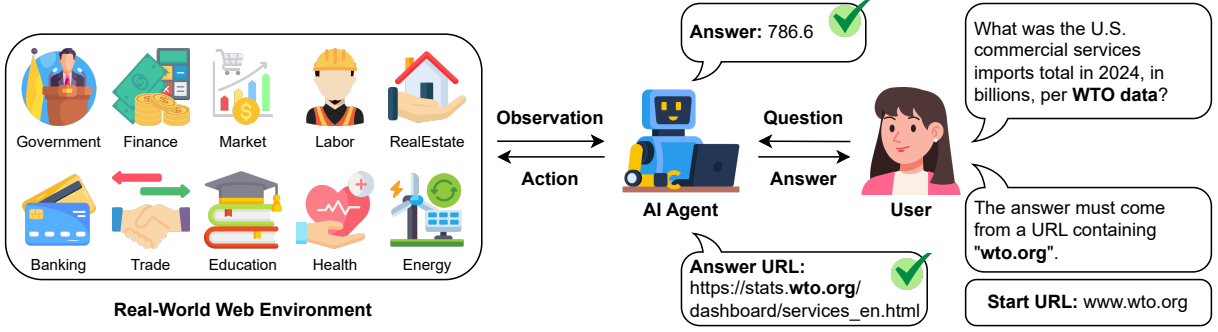 Government
Finance
Market
Labor
RealEstate
Banking
Trade
Education
Health
Energy
Real-World Web Environment
Observation
Action
Answer: 786.6
AI Agent
Answer URL:
https://stats.wto.org/
dashboard/services_en.html
Question
Answer
User
What was the U.S.
commercial services
imports total in 2024, in
billions, per WTO data?
The answer must come
from a URL containing
"wto.org".
Start URL: www.wto.org